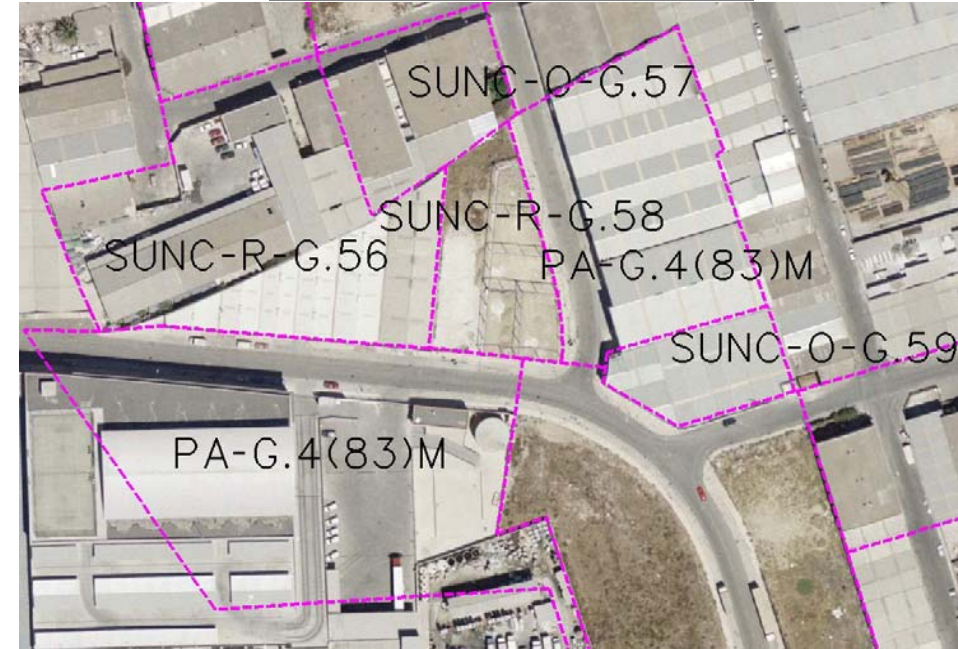 SUNC-O-G.57
SUNC-R-G.58
SUNC-R-G.56
PA-G.4(83)M
SUNC-O-G.59
PA-G.4(83)M